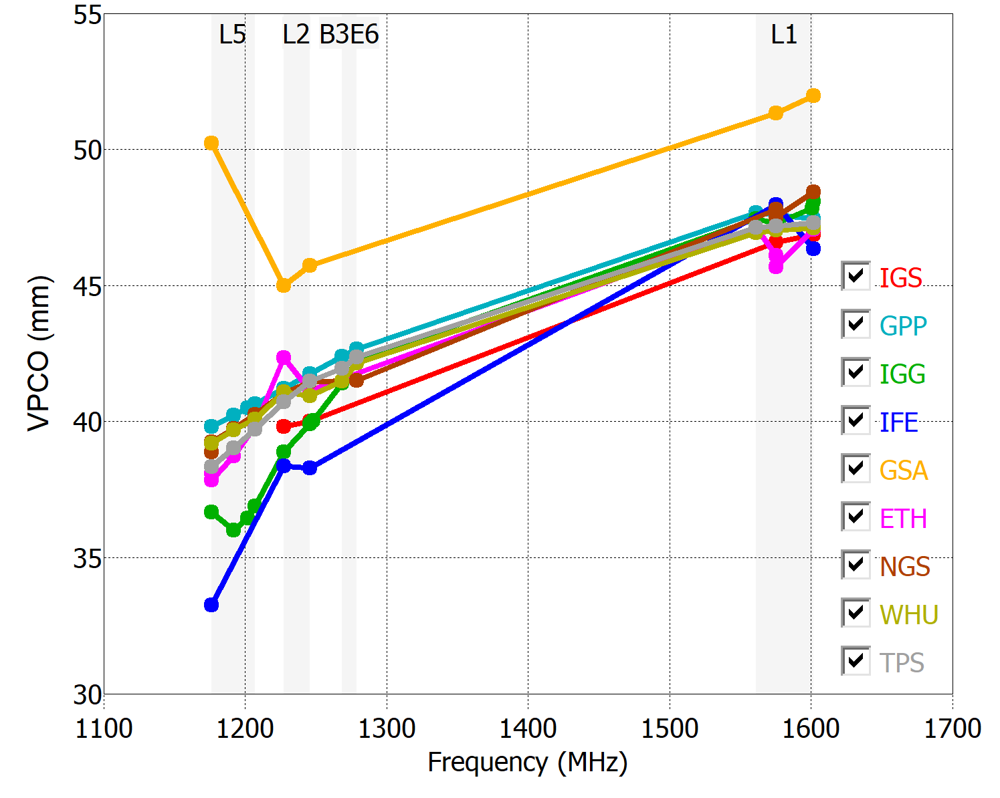 55
L5 L2 B3E6 L1
50
45
IGS
GPP
IGG
40
IFE
GSA
ETH
35
NGS
WHU
TPS
30
1100 1200 1300 1400 1500 1600 1700
Frequency (MHz)
VPCO (mm)